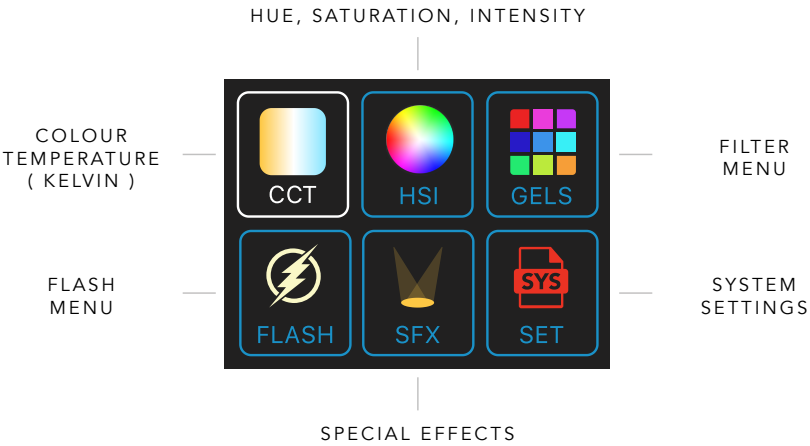 HUE, SATURATION, INTENSITY
COLOUR
TEMPERATURE
( KELVIN )
CCT
HSI
GELS
FILTER
MENU
FLASH
MENU
FLASH
SFX
SYS
SET
SYSTEM
SETTINGS
SPECIAL EFFECTS